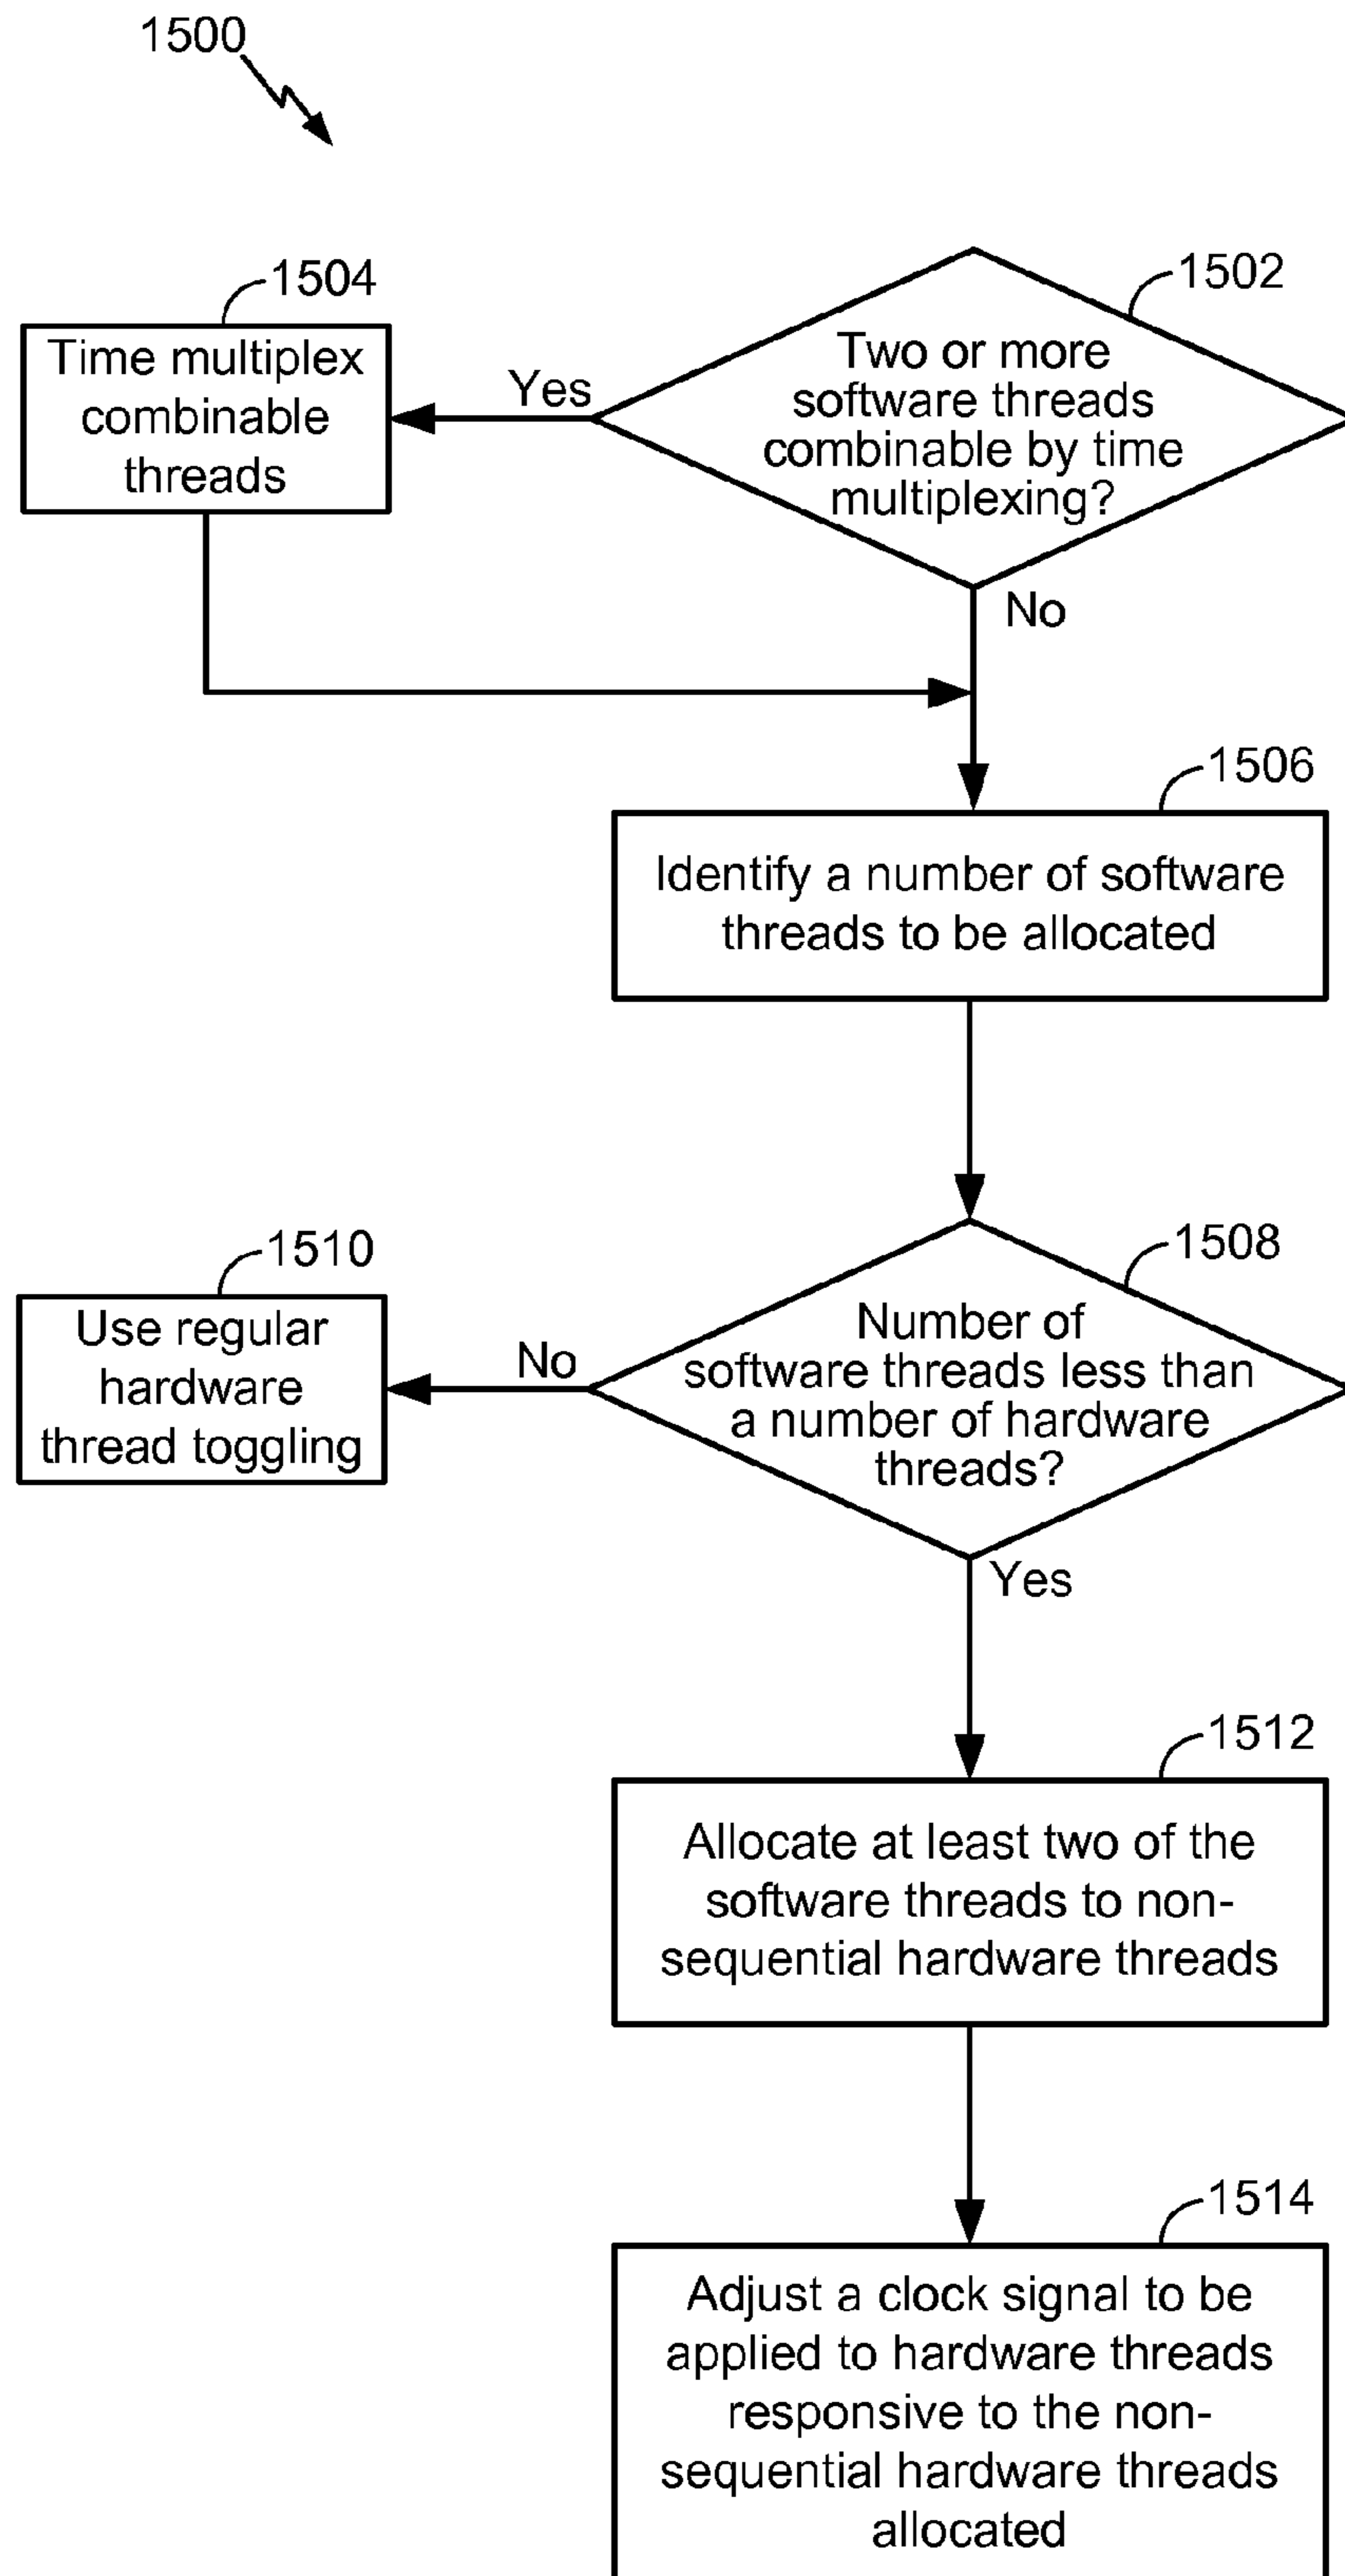 1500
1502
Two or more
software threads
combinable by time
multiplexing?
Yes
1504
Time multiplex
combinable
threads
No
1506
Identify a number of software
threads to be allocated
1508
Number of
software threads less than
a number of hardware
threads?
No
1510
Use regular
hardware
thread toggling
Yes
1512
Allocate at least two of the
software threads to non-
sequential hardware threads
1514
Adjust a clock signal to be
applied to hardware threads
responsive to the non-
sequential hardware threads
allocated